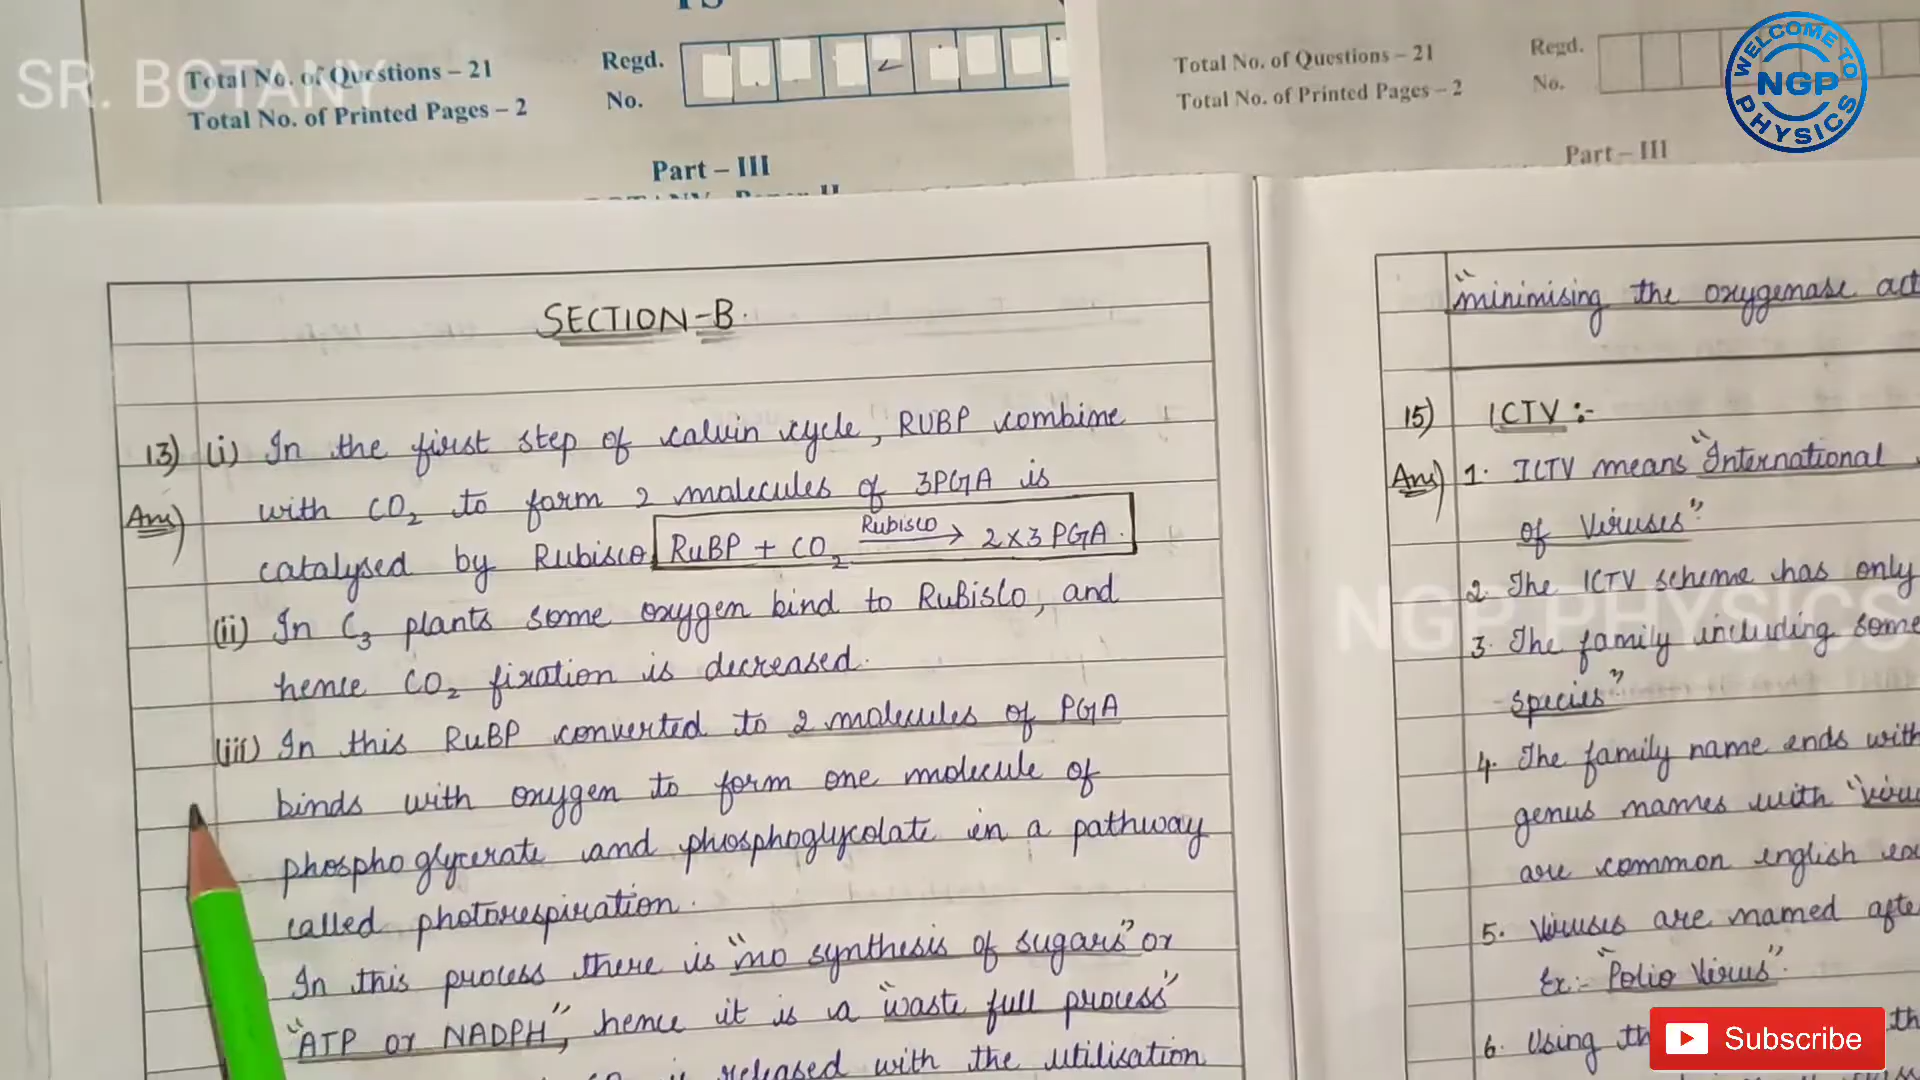 TS
SR. BOTANY
Total No. of Questions – 21
Total No. of Printed Pages – 2
Regd.
No.
Part – III
Total No. of Questions – 21
Total No. of Printed Pages – 2
Regd.
No.
Part – III
WELCOME TO
NGP
PHYSICS
SECTION-B.
13) (i) In the first step of calvin cycle, RUBP combine
Ans) with CO2 to form 2 molecules of 3PGA is
catalysed by Rubisco RuBP + CO2 Rubisco → 2x3 PGA.
(ii) In C3 plants some oxygen bind to RuBisCo, and
hence CO2 fixation is decreased.
(iii) In this RuBP converted to 2 molecules of PGA
binds with oxygen to form one molecule of
phosphoglycerate and phosphoglycolate in a pathway
called photorespiration.
In this process there is "no synthesis of sugars" or
"ATP or NADPH", hence it is a "waste full process"
released with the utilisation
"minimising the oxygenase act
15) ICTV :-
Ans) 1. ICTV means "International
of Viruses".
2. The ICTV scheme has only
3. The family including some
species"
4. The family name ends with
genus names with "viru
are common english
5. Viruses are named afte
Ex:- "Polio Virus".
6. Using th
NGP PHYSICS
Subscribe